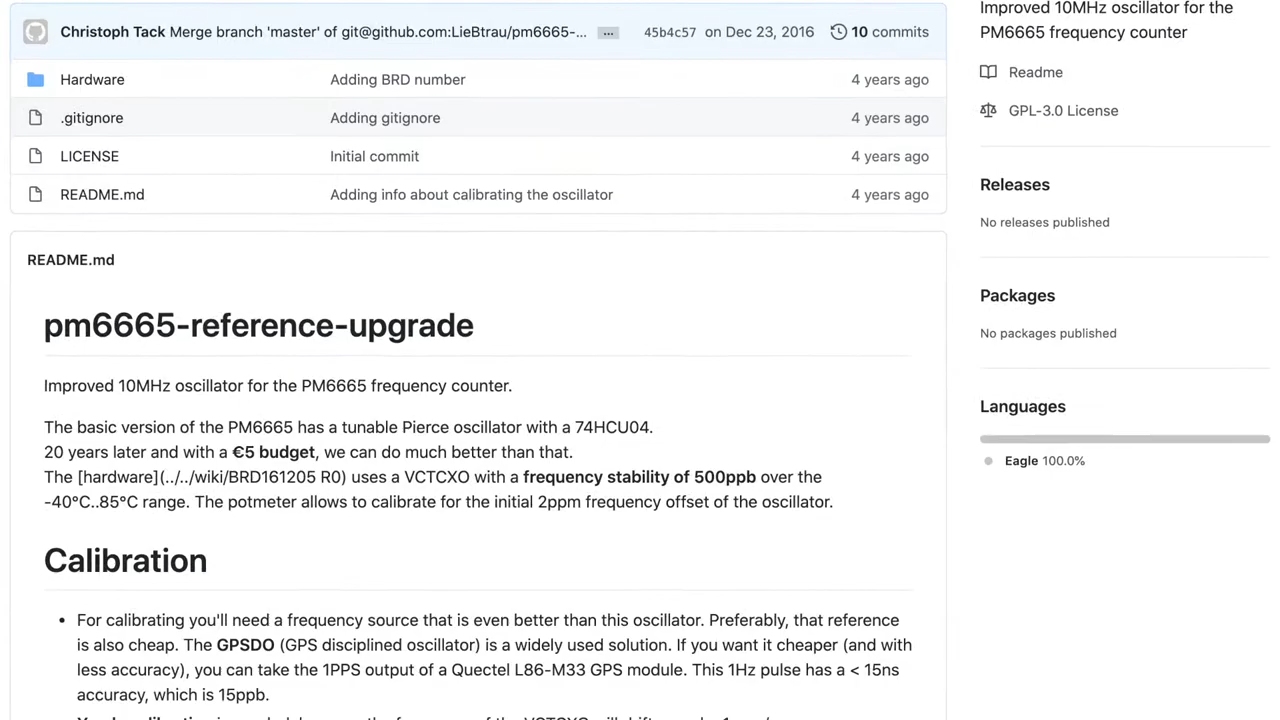 Christoph Tack Merge branch 'master' of git@github.com:LieBtrau/pm6665-... ... 45b4c57 on Dec 23, 2016 10 commits
Hardware Adding BRD number 4 years ago
.gitignore Adding gitignore 4 years ago
LICENSE Initial commit 4 years ago
README.md Adding info about calibrating the oscillator 4 years ago
README.md
pm6665-reference-upgrade
Improved 10MHz oscillator for the PM6665 frequency counter.
The basic version of the PM6665 has a tunable Pierce oscillator with a 74HCU04.
20 years later and with a €5 budget, we can do much better than that.
The [hardware](../../wiki/BRD161205 R0) uses a VCTCXO with a frequency stability of 500ppb over the
-40°C..85°C range. The potmeter allows to calibrate for the initial 2ppm frequency offset of the oscillator.
Calibration
• For calibrating you'll need a frequency source that is even better than this oscillator. Preferably, that reference
is also cheap. The GPSDO (GPS disciplined oscillator) is a widely used solution. If you want it cheaper (and with
less accuracy), you can take the 1PPS output of a Quectel L86-M33 GPS module. This 1Hz pulse has a < 15ns
accuracy, which is 15ppb.
Improved 10MHz oscillator for the
PM6665 frequency counter
Readme
GPL-3.0 License
Releases
No releases published
Packages
No packages published
Languages
Eagle 100.0%